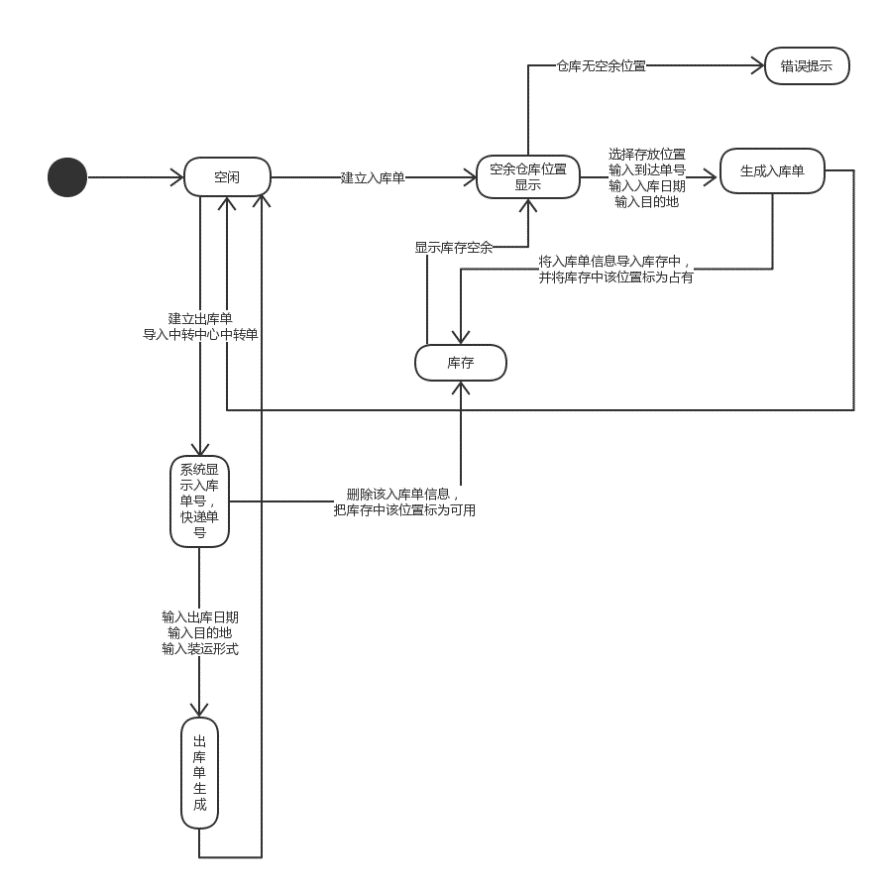 仓库无空余位置
错误提示
空闲
建立入库单
空余仓库位置
显示
选择存放位置
输入到达单号
输入入库日期
输入目的地
生成入库单
显示库存空余
将入库单信息导入库存中，
并将库存中该位置标为占有
建立出库单
导入中转中心中转单
库存
系统显
示入库
单号，
快递单
号
删除该入库单信息，
把库存中该位置标为可用
输入出库日期
输入目的地
输入装运形式
出
库
单
生
成